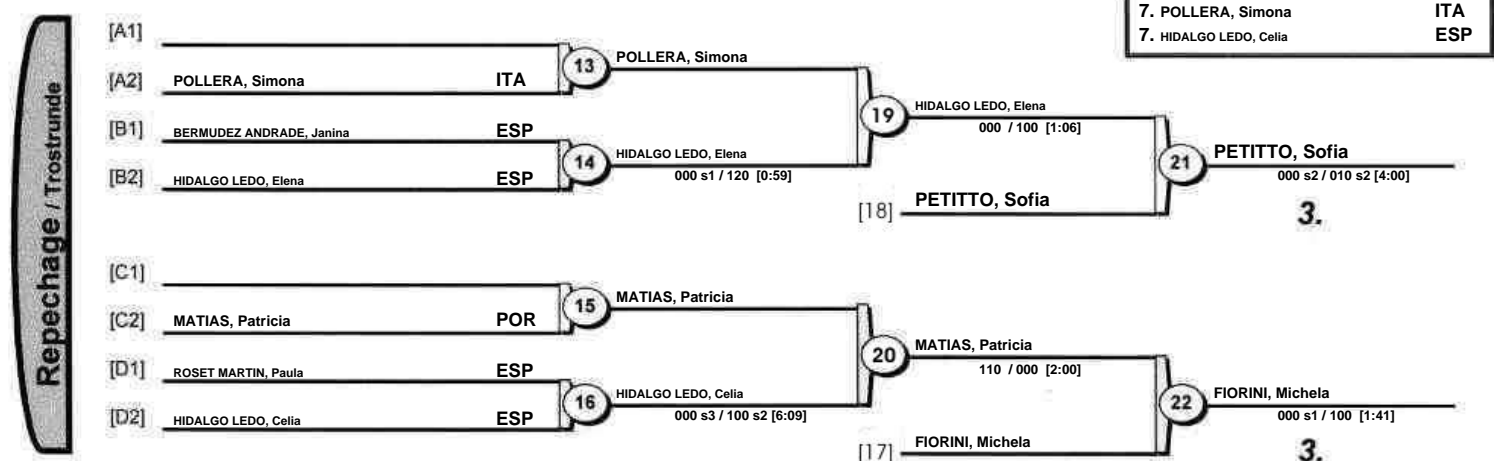 7. POLLERA, Simona ITA
7. HIDALGO LEDO, Celia ESP
Repechage / Trostrunde
[A1]
[A2] POLLERA, Simona ITA
13 POLLERA, Simona
[B1] BERMUDEZ ANDRADE, Janina ESP
[B2] HIDALGO LEDO, Elena ESP
14 HIDALGO LEDO, Elena
000 s1 / 120 [0:59]
19 HIDALGO LEDO, Elena
000 / 100 [1:06]
[18] PETITTO, Sofia
21 PETITTO, Sofia
000 s2 / 010 s2 [4:00]
3.
[C1]
[C2] MATIAS, Patricia POR
15 MATIAS, Patricia
[D1] ROSET MARTIN, Paula ESP
[D2] HIDALGO LEDO, Celia ESP
16 HIDALGO LEDO, Celia
000 s3 / 100 s2 [6:09]
20 MATIAS, Patricia
110 / 000 [2:00]
[17] FIORINI, Michela
22 FIORINI, Michela
000 s1 / 100 [1:41]
3.